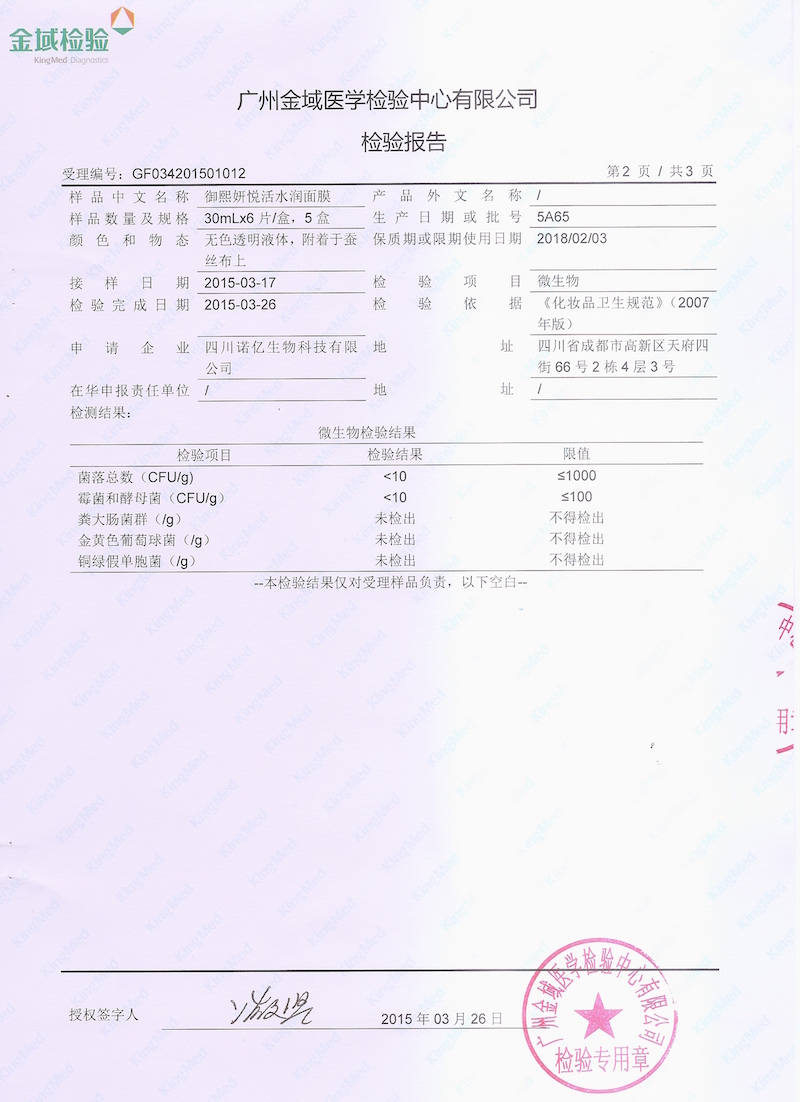 金域检验
KingMed Diagnostics
广州金域医学检验中心有限公司
检验报告
受理编号：GF034201501012 第2 页 / 共3 页
样品中文名称 御熙妍悦活水润面膜 产品外文名称 /
样品数量及规格 30mLx6 片/盒，5 盒 生产日期或批号 5A65
颜色和物态 无色透明液体，附着于蚕 保质期或限期使用日期 2018/02/03
丝布上
接样日期 2015-03-17 检验项目 微生物
检验完成日期 2015-03-26 检验依据 《化妆品卫生规范》（2007
年版）
申请企业 四川诺亿生物科技有限 地址 四川省成都市高新区天府四
公司 街 66 号 2 栋 4 层 3 号
在华申报责任单位 / 地址 /
检测结果：
微生物检验结果
检验项目 检验结果 限值
菌落总数（CFU/g) <10 ≤1000
霉菌和酵母菌（CFU/g） <10 ≤100
粪大肠菌群（/g） 未检出 不得检出
金黄色葡萄球菌（/g） 未检出 不得检出
铜绿假单胞菌（/g） 未检出 不得检出
--本检验结果仅对受理样品负责，以下空白--
授权签字人 2015 年 03 月 26 日
广州金域医学检验中心有限公司
检验专用章